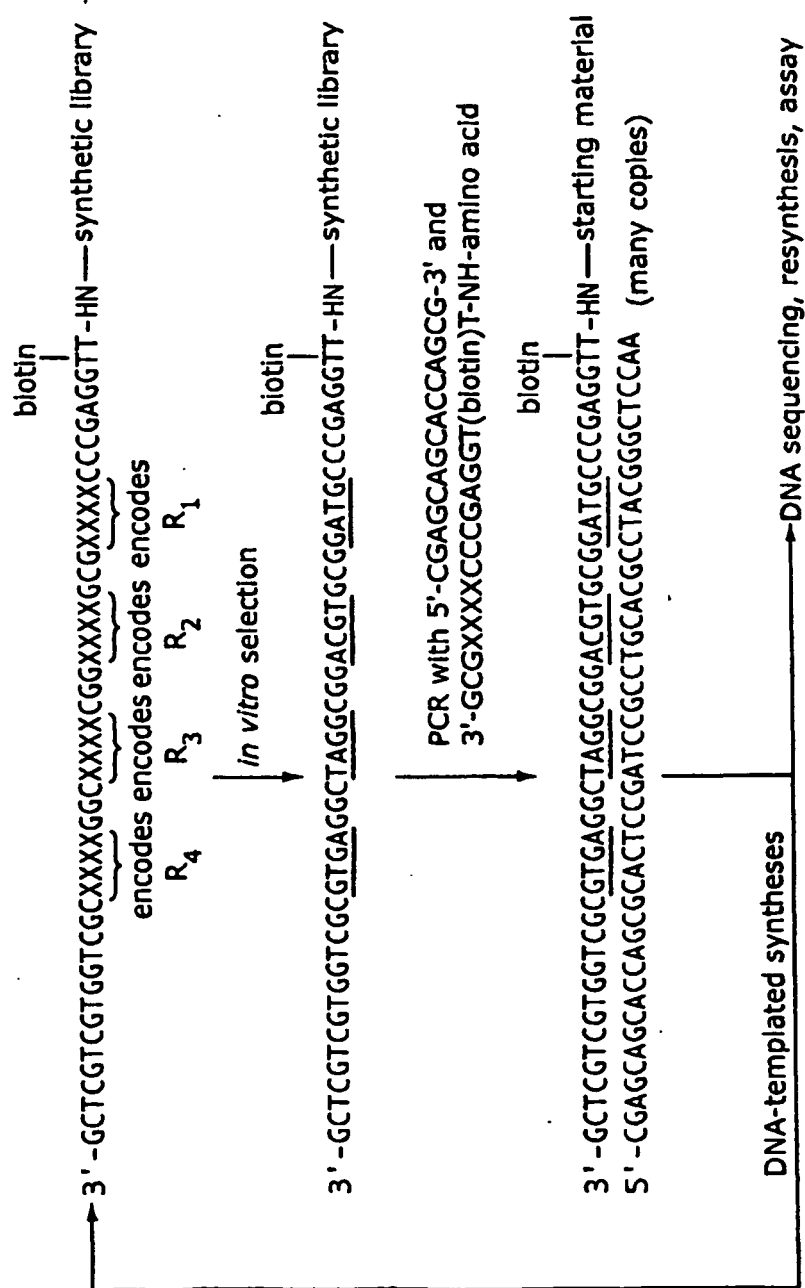 biotin
3'-GCTCGTCGTGGTCGCXXXXGGCXXXXCGGXXXXGCGXXXXCCCGAGGTT-HN—synthetic library
encodes encodes encodes encodes
R4 R3 R2 R1
in vitro selection
biotin
3'-GCTCGTCGTGGTCGCGTGAGGCTAGGCGGACGTGCGGATGCCCGAGGTT-HN—synthetic library
PCR with 5'-CGAGCAGCACCAGCG-3' and
3'-GCGXXXXCCCGAGGT(biotin)T-NH-amino acid
biotin
3'-GCTCGTCGTGGTCGCGTGAGGCTAGGCGGACGTGCGGATGCCCGAGGTT-HN—starting material
5'-CGAGCAGCACCAGCGCACTCCGATCCGCCTGCACGCCTACGGGCTCCAA (many copies)
DNA-templated syntheses
DNA sequencing, resynthesis, assay